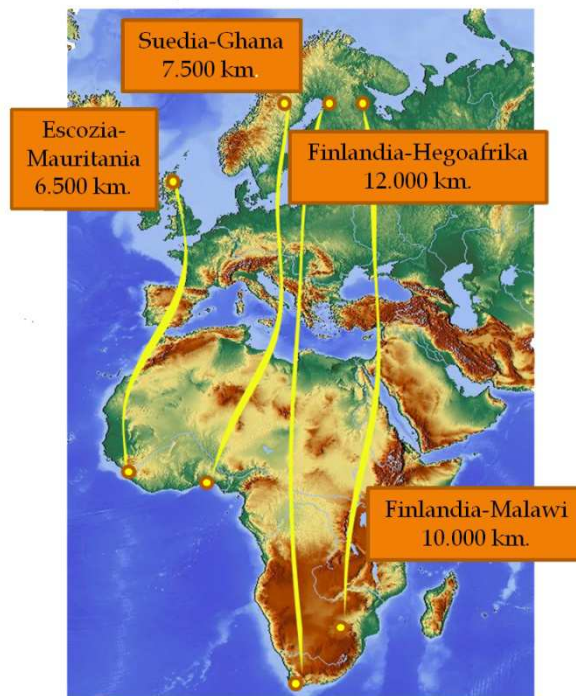 Suedia-Ghana
7.500 km.
Escozia-
Mauritania
6.500 km.
Finlandia-Hegoafrika
12.000 km.
Finlandia-Malawi
10.000 km.